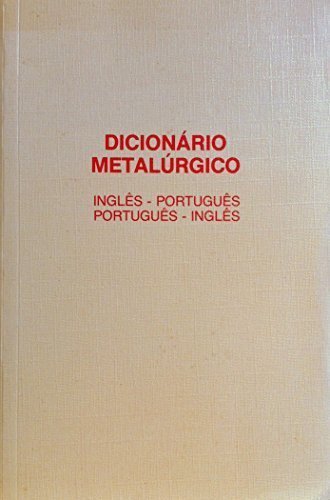 DICIONÁRIO
METALÚRGICO
INGLÊS - PORTUGUÊS
PORTUGUÊS - INGLÊS